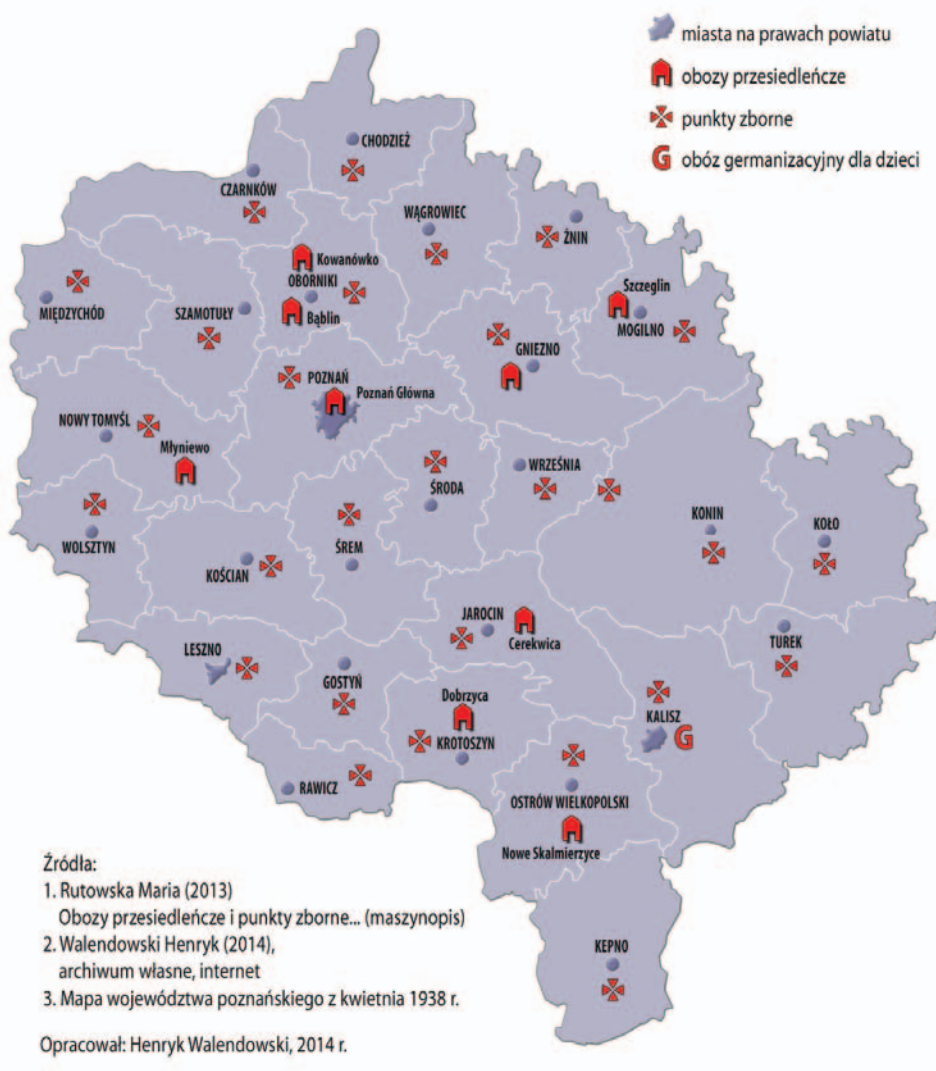 miasta na prawach powiatu
obozy przesiedleńcze
punkty zborne
G obóz germanizacyjny dla dzieci
CHODZIEŻ
CZARNKÓW
WĄGROWIEC
ŻNIN
Kowanówko
OBORNIKI
Bąblin
Szczeglin
MOGILNO
MIĘDZYCHÓD
SZAMOTUŁY
GNIEZNO
POZNAŃ
Poznań Główna
NOWY TOMYŚL
Młyniewo
ŚRODA
WRZEŚNIA
KONIN
KOŁO
WOLSZTYN
KOŚCIAN
ŚREM
JAROCIN
Cerekwica
TUREK
LESZNO
GOSTYŃ
Dobrzyca
KROTOSZYN
KALISZ
G
RAWICZ
OSTRÓW WIELKOPOLSKI
Nowe Skalmierzyce
KEPNO
Źródła:
1. Rutowska Maria (2013)
Obozy przesiedleńcze i punkty zborne... (maszynopis)
2. Walendowski Henryk (2014),
archiwum własne, internet
3. Mapa województwa poznańskiego z kwietnia 1938 r.
Opracował: Henryk Walendowski, 2014 r.